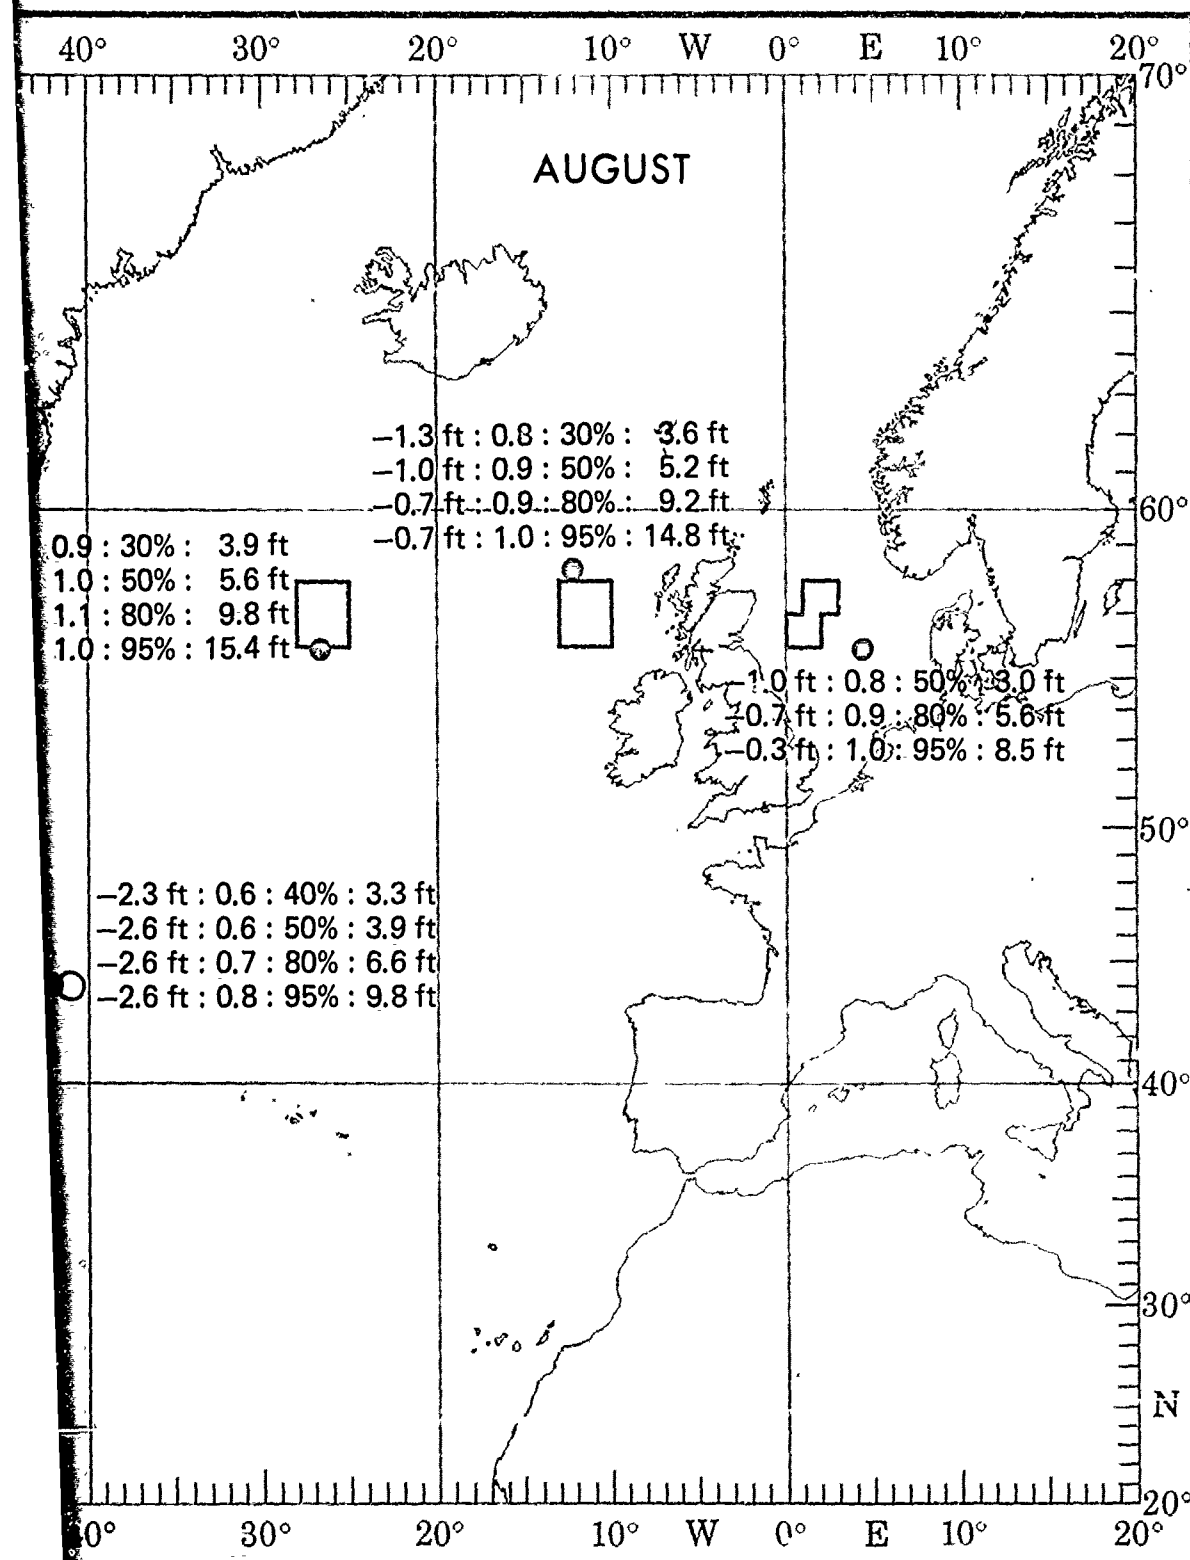 40° 30° 20° 10° W 0° E 10° 20°
70°
AUGUST
−1.3 ft : 0.8 : 30% : 3.6 ft
−1.0 ft : 0.9 : 50% : 5.2 ft
−0.7 ft : 0.9 : 80% : 9.2 ft
60°
−0.7 ft : 1.0 : 95% : 14.8 ft
0.9 : 30% : 3.9 ft
1.0 : 50% : 5.6 ft
1.1 : 80% : 9.8 ft
1.0 : 95% : 15.4 ft
−1.0 ft : 0.8 : 50% : 3.0 ft
−0.7 ft : 0.9 : 80% : 5.6 ft
−0.3 ft : 1.0 : 95% : 8.5 ft
50°
−2.3 ft : 0.6 : 40% : 3.3 ft
−2.6 ft : 0.6 : 50% : 3.9 ft
−2.6 ft : 0.7 : 80% : 6.6 ft
−2.6 ft : 0.8 : 95% : 9.8 ft
40°
30°
N
20°
0° 30° 20° 10° W 0° E 10° 20°